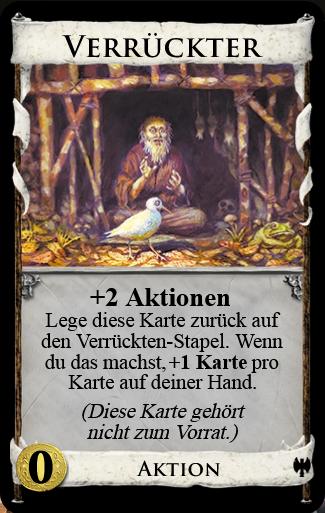 VERRÜCKTER
+2 Aktionen
Lege diese Karte zurück auf
den Verrückten-Stapel. Wenn
du das machst, +1 Karte pro
Karte auf deiner Hand.
(Diese Karte gehört
nicht zum Vorrat.)
0
AKTION